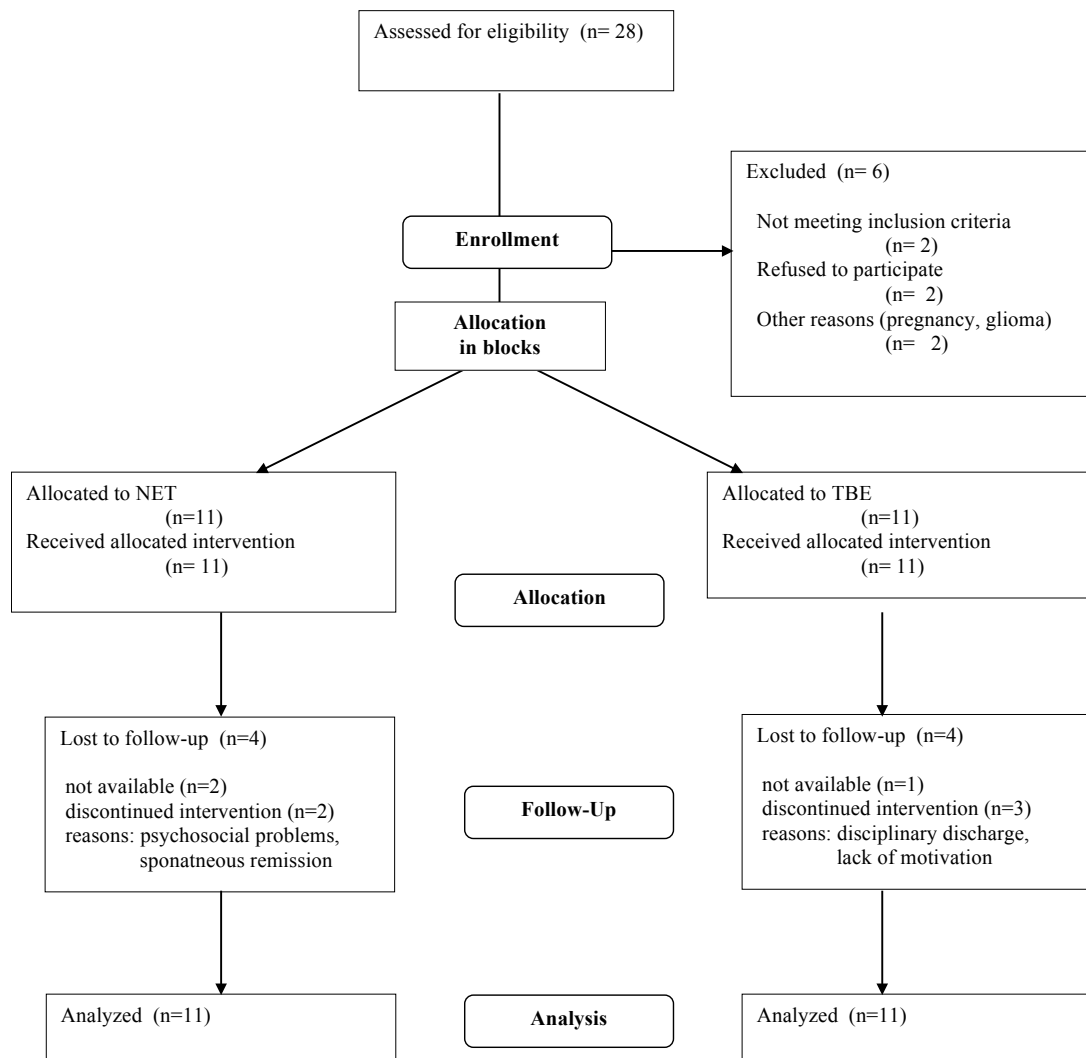 Assessed for eligibility (n= 28)
Excluded (n= 6)
Not meeting inclusion criteria
(n= 2)
Refused to participate
(n= 2)
Other reasons (pregnancy, glioma)
(n= 2)
Enrollment
Allocation
in blocks
Allocated to NET
(n=11)
Received allocated intervention
(n= 11)
Allocated to TBE
(n=11)
Received allocated intervention
(n= 11)
Allocation
Lost to follow-up (n=4)
not available (n=2)
discontinued intervention (n=2)
reasons: psychosocial problems,
sponatneous remission
Follow-Up
Lost to follow-up (n=4)
not available (n=1)
discontinued intervention (n=3)
reasons: disciplinary discharge,
lack of motivation
Analyzed (n=11)
Analysis
Analyzed (n=11)